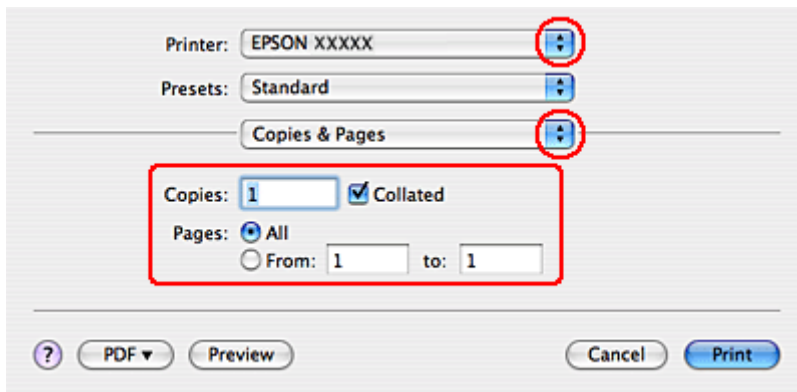 Printer: EPSON XXXXX
Presets: Standard
Copies & Pages
Copies: 1 Collated
Pages: All
From: 1 to: 1
? PDF ▼ Preview Cancel Print